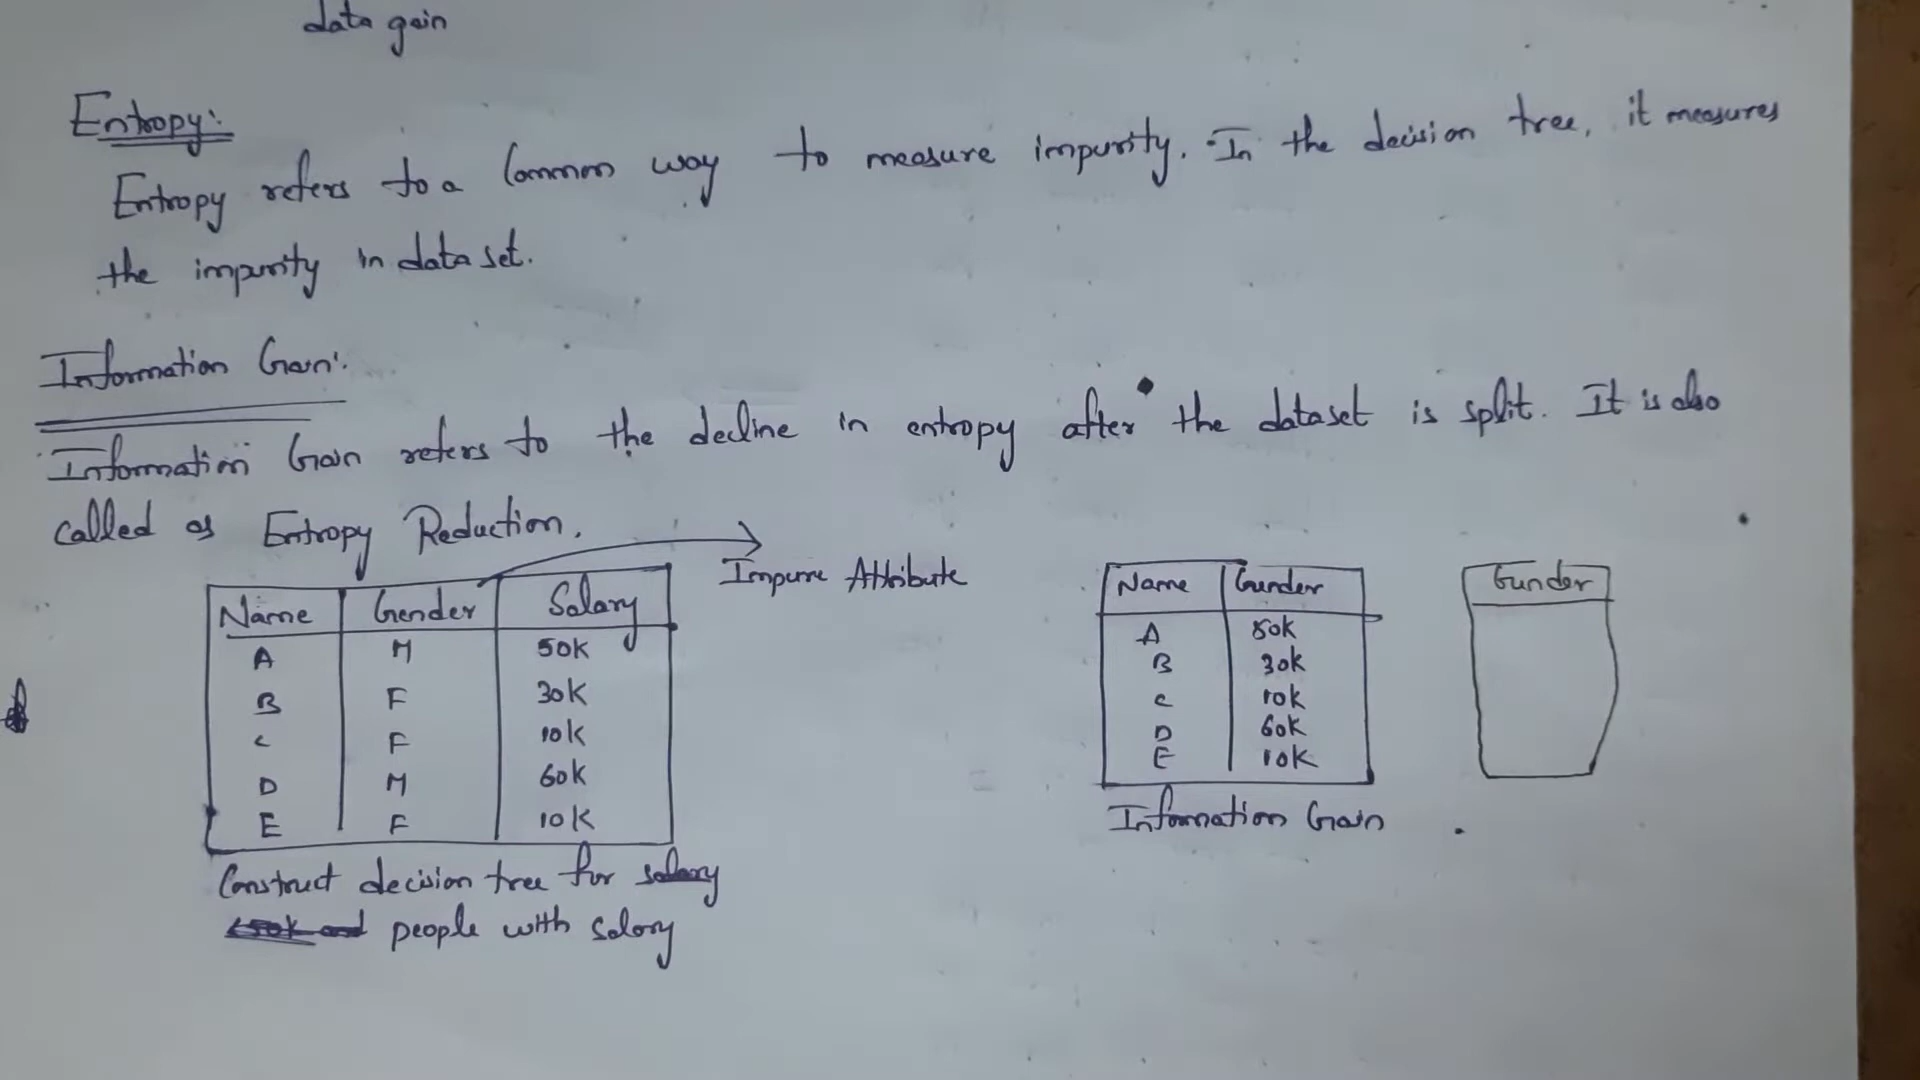 data gain
Entropy:
Entropy refers to a Common way to measure impurity. In the decision tree, it measures
the impurity in data set.
Information Gain:
Information Gain refers to the decline in entropy after the dataset is split. It is also
called as Entropy Reduction.
Impure Attribute
Name Gender Salary
A M 50K
B F 30K
C F 10K
D M 60K
E F 10K
Construct decision tree for salary
people with salary
Name Gender
A 50K
B 30K
C 10K
D 60K
E 10K
Information Gain
Gender